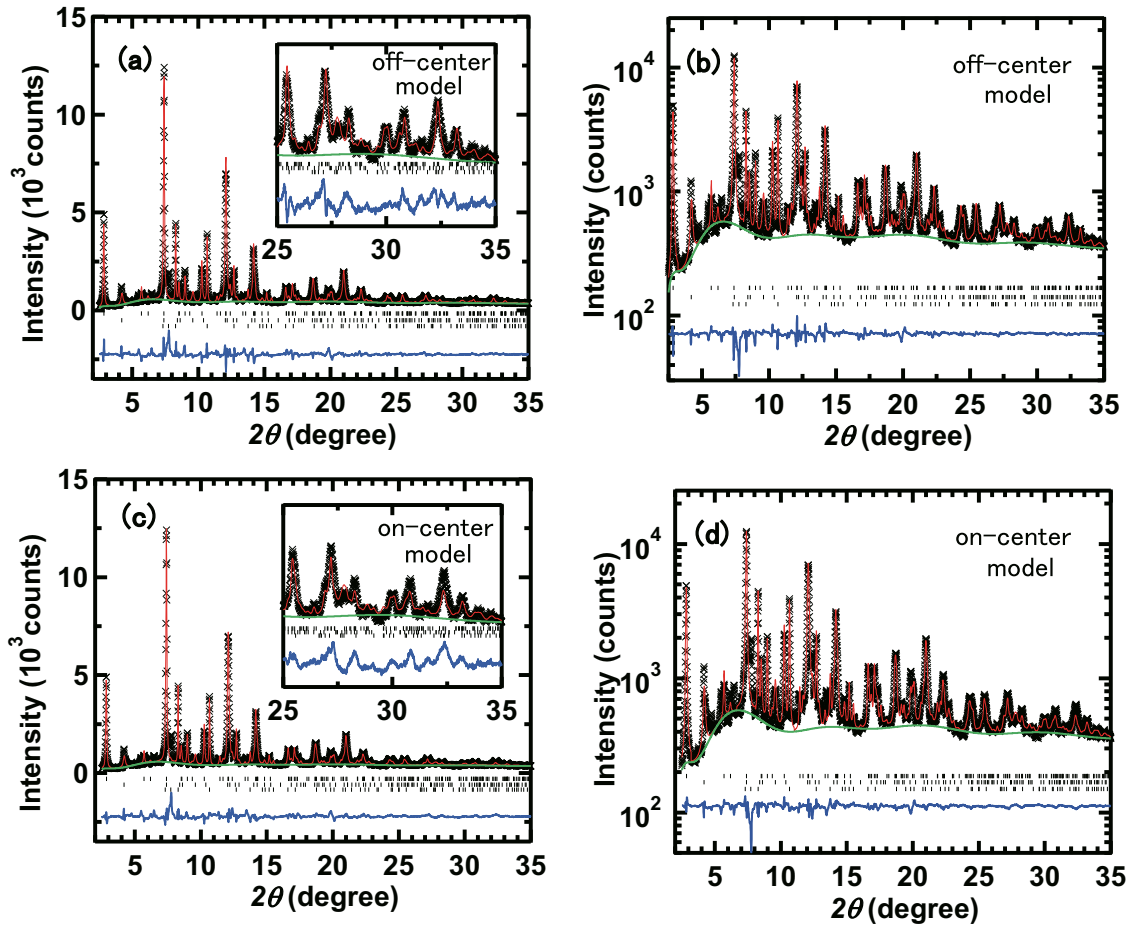 (a)
off-center
model
Intensity (10³ counts)
15
10
5
0
25 30 35
5 10 15 20 25 30 35
2θ (degree)
(b)
off-center
model
Intensity (counts)
10⁴
10³
10²
5 10 15 20 25 30 35
2θ (degree)
(c)
on-center
model
Intensity (10³ counts)
15
10
5
0
25 30 35
5 10 15 20 25 30 35
2θ (degree)
(d)
on-center
model
Intensity (counts)
10⁴
10³
10²
5 10 15 20 25 30 35
2θ (degree)